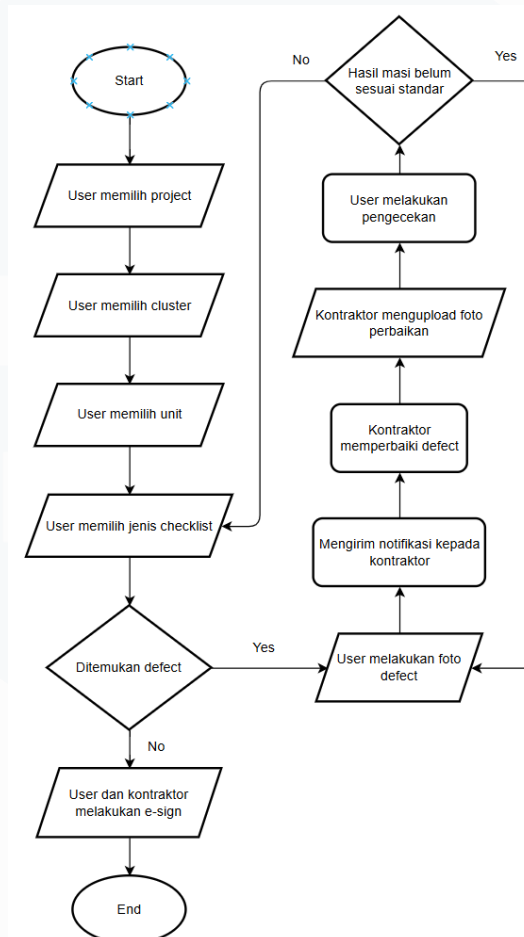 Start
User memilih project
User memilih cluster
User memilih unit
User memilih jenis checklist
Ditemukan defect
Yes
No
User dan kontraktor
melakukan e-sign
End
User melakukan foto
defect
Mengirim notifikasi kepada
kontraktor
Kontraktor
memperbaiki defect
Kontraktor mengupload foto
perbaikan
User melakukan
pengecekan
Hasil masi belum
sesuai standar
No
Yes